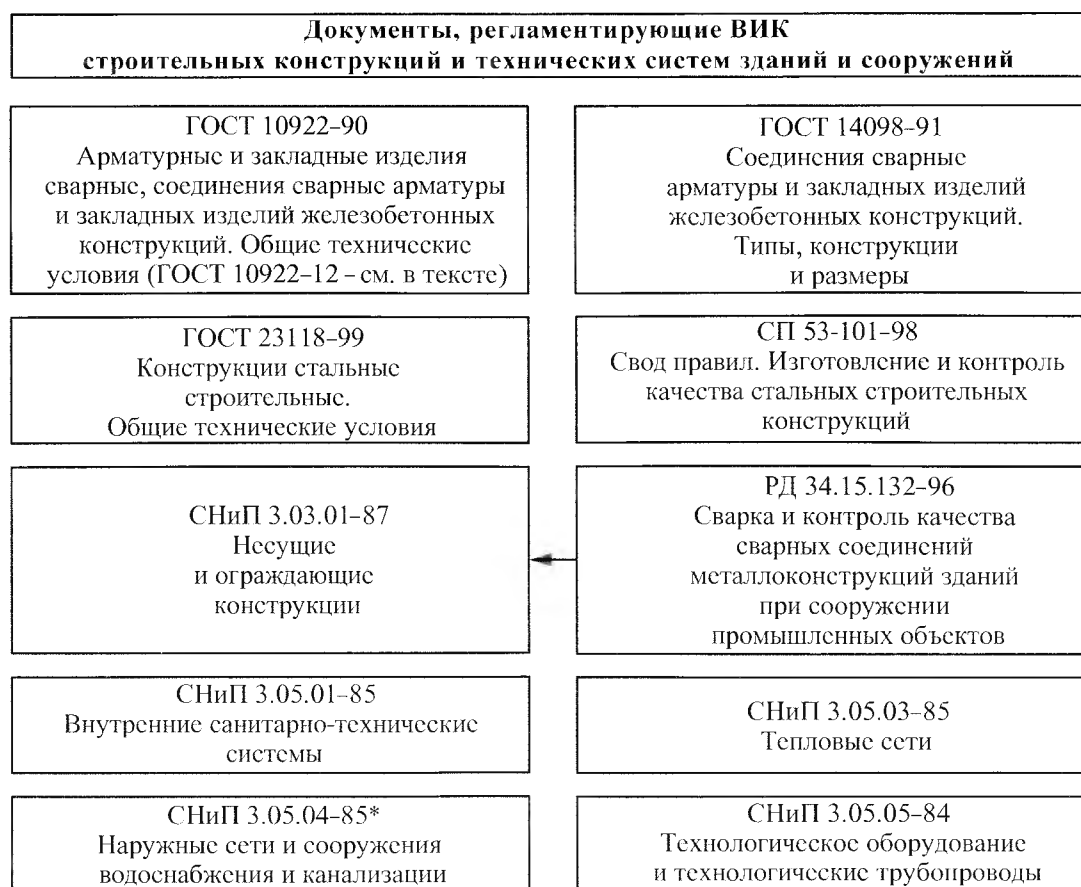 Документы, регламентирующие ВИК
строительных конструкций и технических систем зданий и сооружений
ГОСТ 10922–90
Арматурные и закладные изделия
сварные, соединения сварные арматуры
и закладных изделий железобетонных
конструкций. Общие технические
условия (ГОСТ 10922–12 – см. в тексте)
ГОСТ 14098–91
Соединения сварные
арматуры и закладных изделий
железобетонных конструкций.
Типы, конструкции
и размеры
ГОСТ 23118–99
Конструкции стальные
строительные.
Общие технические условия
СП 53-101–98
Свод правил. Изготовление и контроль
качества стальных строительных
конструкций
СНиП 3.03.01–87
Несущие
и ограждающие
конструкции
РД 34.15.132–96
Сварка и контроль качества
сварных соединений
металлоконструкций зданий
при сооружении
промышленных объектов
СНиП 3.05.01–85
Внутренние санитарно-технические
системы
СНиП 3.05.03–85
Тепловые сети
СНиП 3.05.04–85*
Наружные сети и сооружения
водоснабжения и канализации
СНиП 3.05.05–84
Технологическое оборудование
и технологические трубопроводы